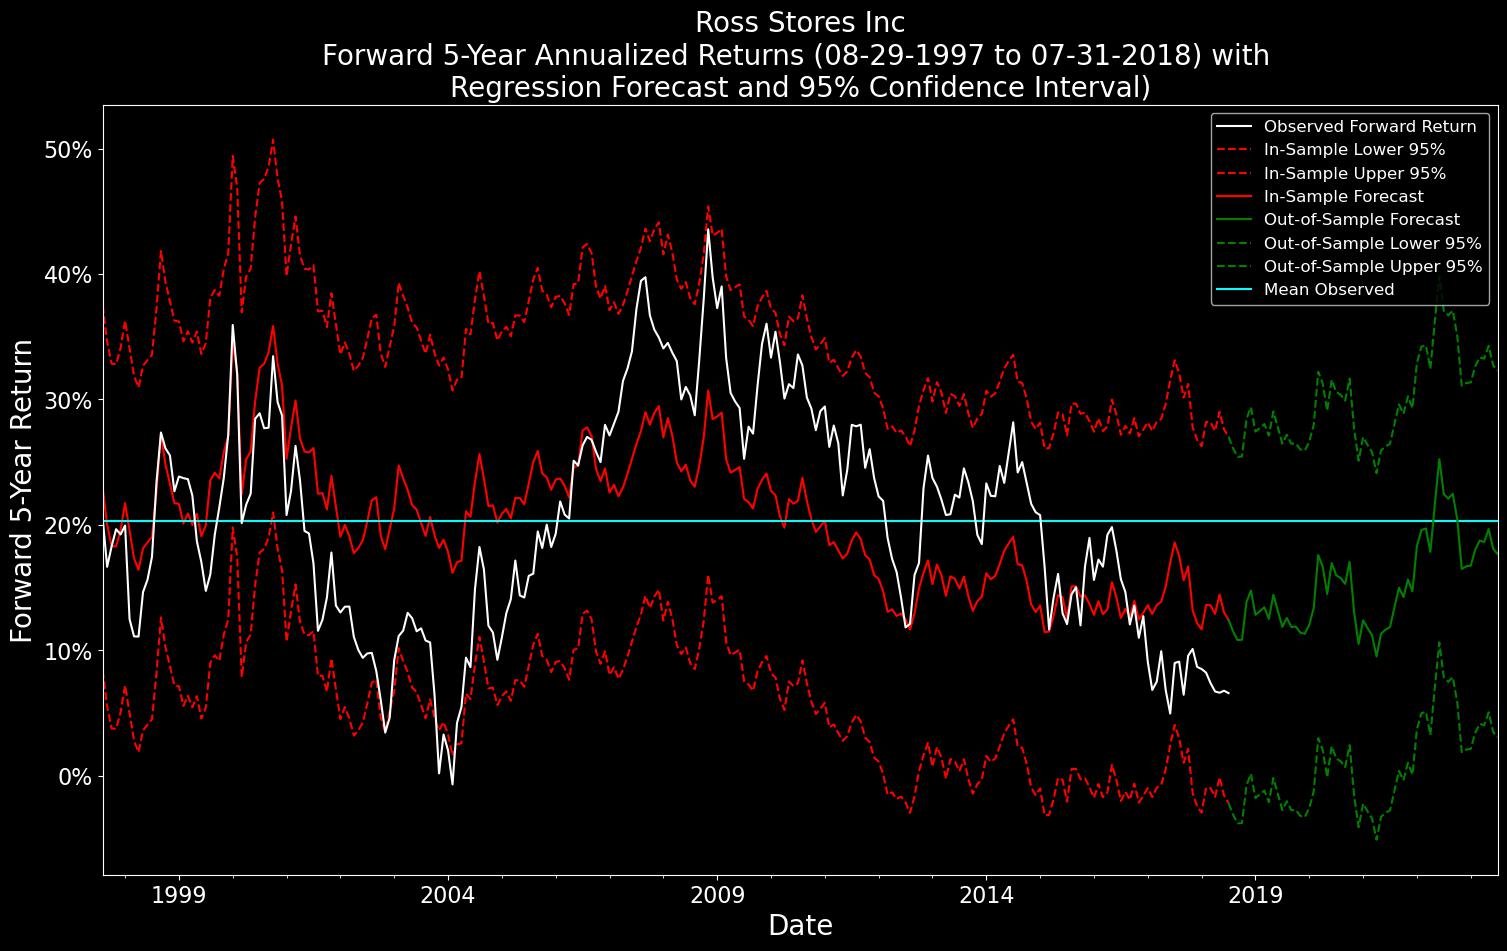 Ross Stores Inc
Forward 5-Year Annualized Returns (08-29-1997 to 07-31-2018) with
Regression Forecast and 95% Confidence Interval)
Observed Forward Return
In-Sample Lower 95%
In-Sample Upper 95%
In-Sample Forecast
Out-of-Sample Forecast
Out-of-Sample Lower 95%
Out-of-Sample Upper 95%
Mean Observed
Forward 5-Year Return
50%
40%
30%
20%
10%
0%
1999
2004
2009
2014
2019
Date